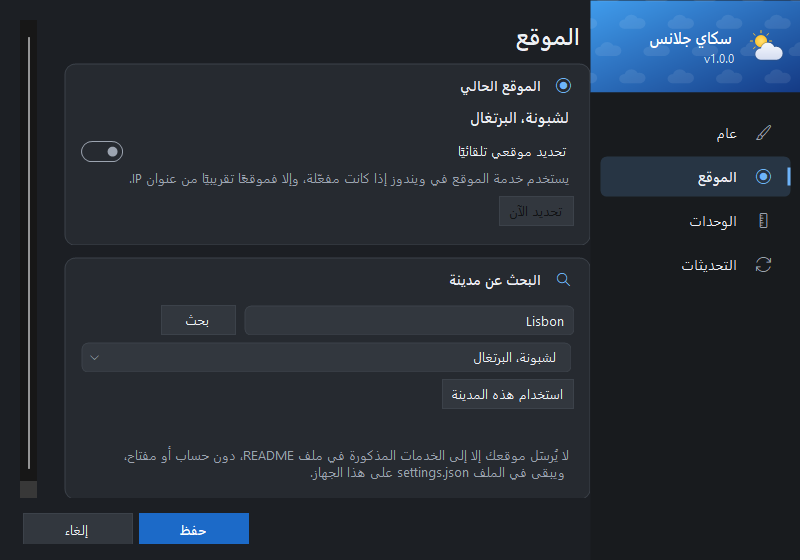 سكاي جلانس
v1.0.0
عام
الموقع
الوحدات
التحديثات
الموقع
الموقع الحالي
لشبونة، البرتغال
تحديد موقعي تلقائيًا
يستخدم خدمة الموقع في ويندوز إذا كانت مفعّلة، وإلا فموقعًا تقريبيًا من عنوان IP.
تحديد الآن
البحث عن مدينة
Lisbon
بحث
لشبونة، البرتغال
استخدام هذه المدينة
لا يُرسَل موقعك إلا إلى الخدمات المذكورة في ملف README، دون حساب أو مفتاح،
ويبقى في الملف settings.json على هذا الجهاز.
حفظ
إلغاء